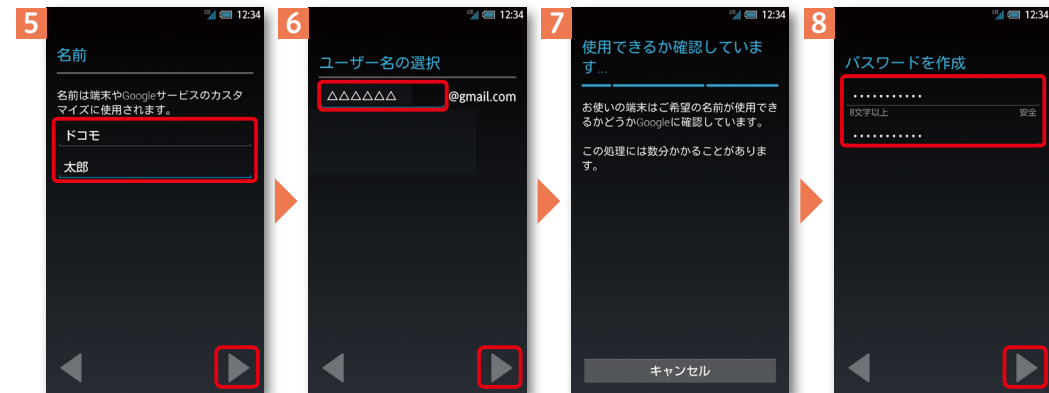 5
12:34
名前
名前は端末やGoogleサービスのカスタ
マイズに使用されます。
ドコモ
太郎
6
12:34
ユーザー名の選択
△△△△△△ @gmail.com
7
12:34
使用できるか確認していま
す...
お使いの端末はご希望の名前が使用でき
るかどうかGoogleに確認しています。
この処理には数分かかることがありま
す。
キャンセル
8
12:34
パスワードを作成
...........
8文字以上 安全
...........